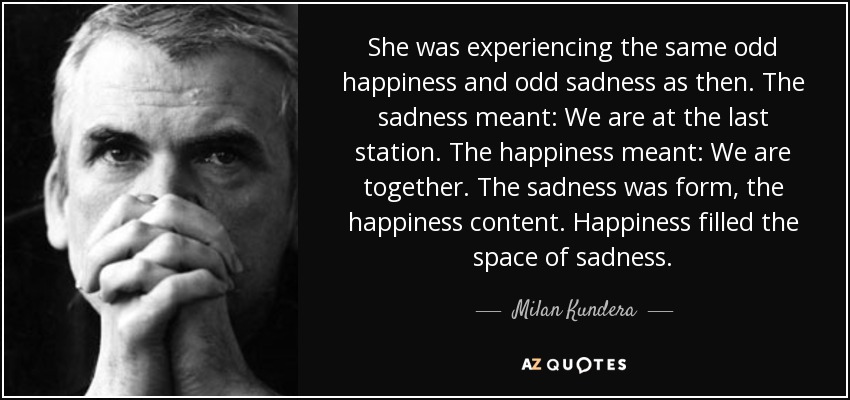 She was experiencing the same odd
happiness and odd sadness as then. The
sadness meant: We are at the last
station. The happiness meant: We are
together. The sadness was form, the
happiness content. Happiness filled the
space of sadness.
Milan Kundera
AZ QUOTES